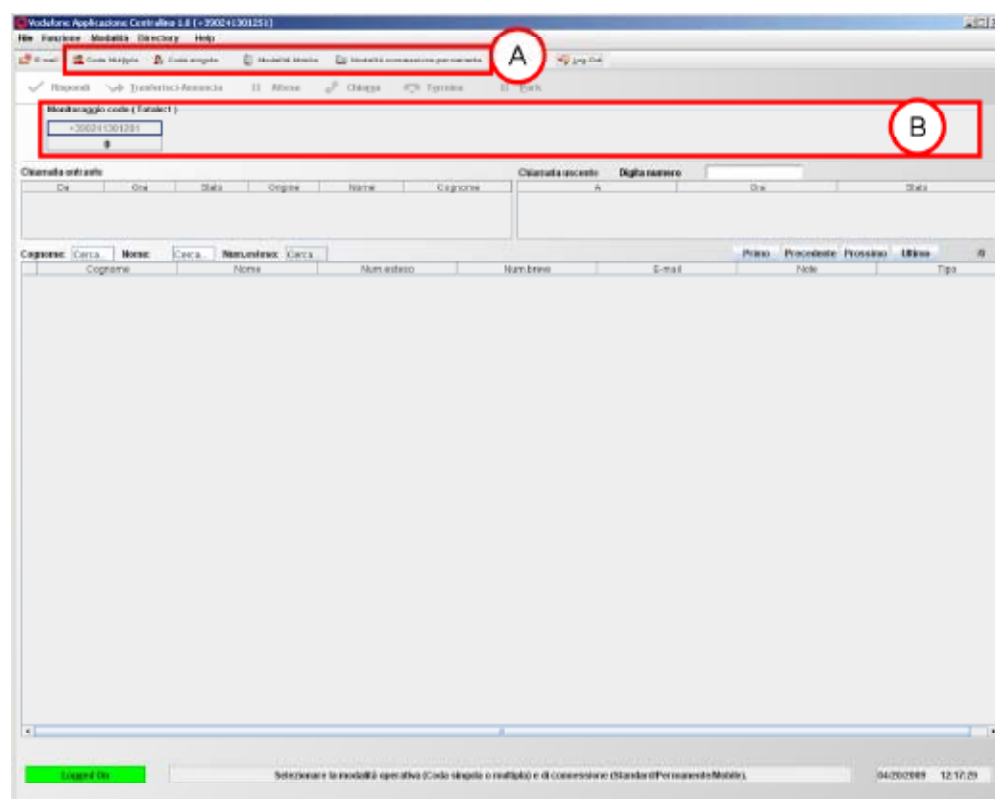 Vodafone Applicazione Centralino 1.0 (+390241301251)
File Funzione Modalità Directory Help
E-mail Coda Multipla Coda singola Modalità Mobile Modalità connessione permanente Log Out
A
Rispondi Trasferisci-Annuncia Attesa Chiama Termina Park
Monitoraggio code ( Totale:1 )
+390241301201
0
B
Chiamata entrante Chiamata uscente Digita numero
Da Ora Stato Origine Nome Cognome A Ora Stato
Cognome: Cerca... Nome: Cerca... Num.esteso: Cerca... Primo Precedente Prossimo Ultimo
Cognome Nome Num.esteso Num.breve E-mail Note Tipo
Logged On Selezionare la modalità operativa (Coda singola o multipla) e di connessione (Standard/Permanente/Mobile). 04/20/2009 12:17:29